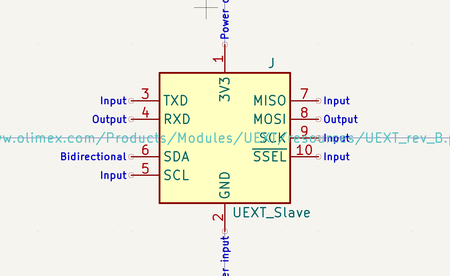 Power o
1
J
3V3
Input 3 TXD MISO 7 Input
Output 4 RXD MOSI 8 Output
SCK 9 Input
w.olimex.com/Products/Modules/UEXT/resources/UEXT_rev_B.p
Bidirectional 6 SDA SSEL 10 Input
Input 5 SCL
GND
2
UEXT_Slave
er input